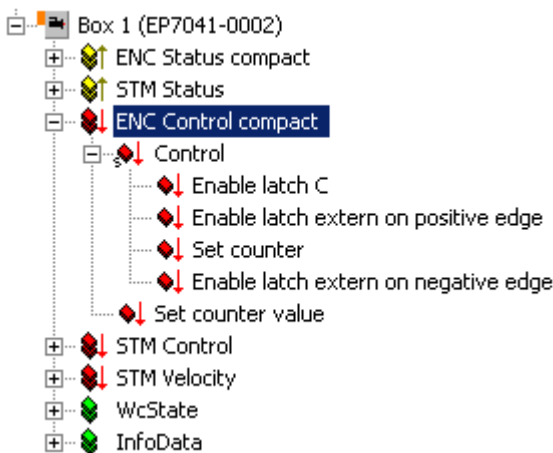 Box 1 (EP7041-0002)
ENC Status compact
STM Status
ENC Control compact
Control
Enable latch C
Enable latch extern on positive edge
Set counter
Enable latch extern on negative edge
Set counter value
STM Control
STM Velocity
WcState
InfoData